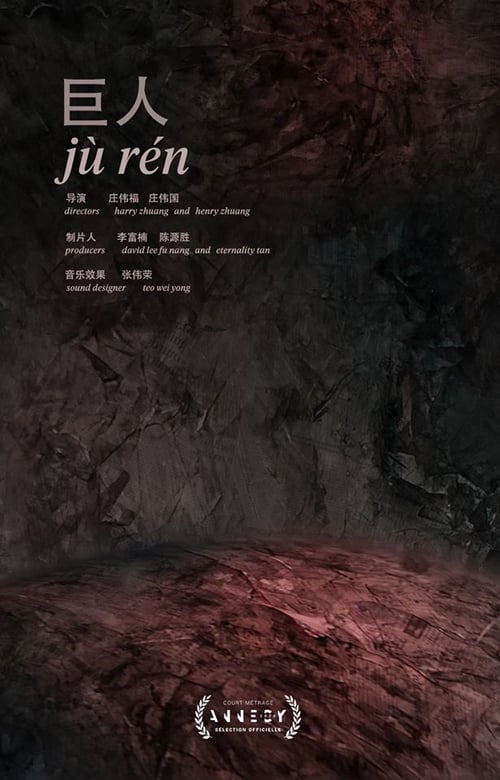 巨人
jù rén
导演 庄伟福 庄伟国
directors harry zhuang and henry zhuang
制片人 李富楠 陈源胜
producers david lee fu nang and eternality tan
音乐效果 张伟荣
sound designer teo wei yong
COURT MÉTRAGE
ANNECY
SÉLECTION OFFICIELLE